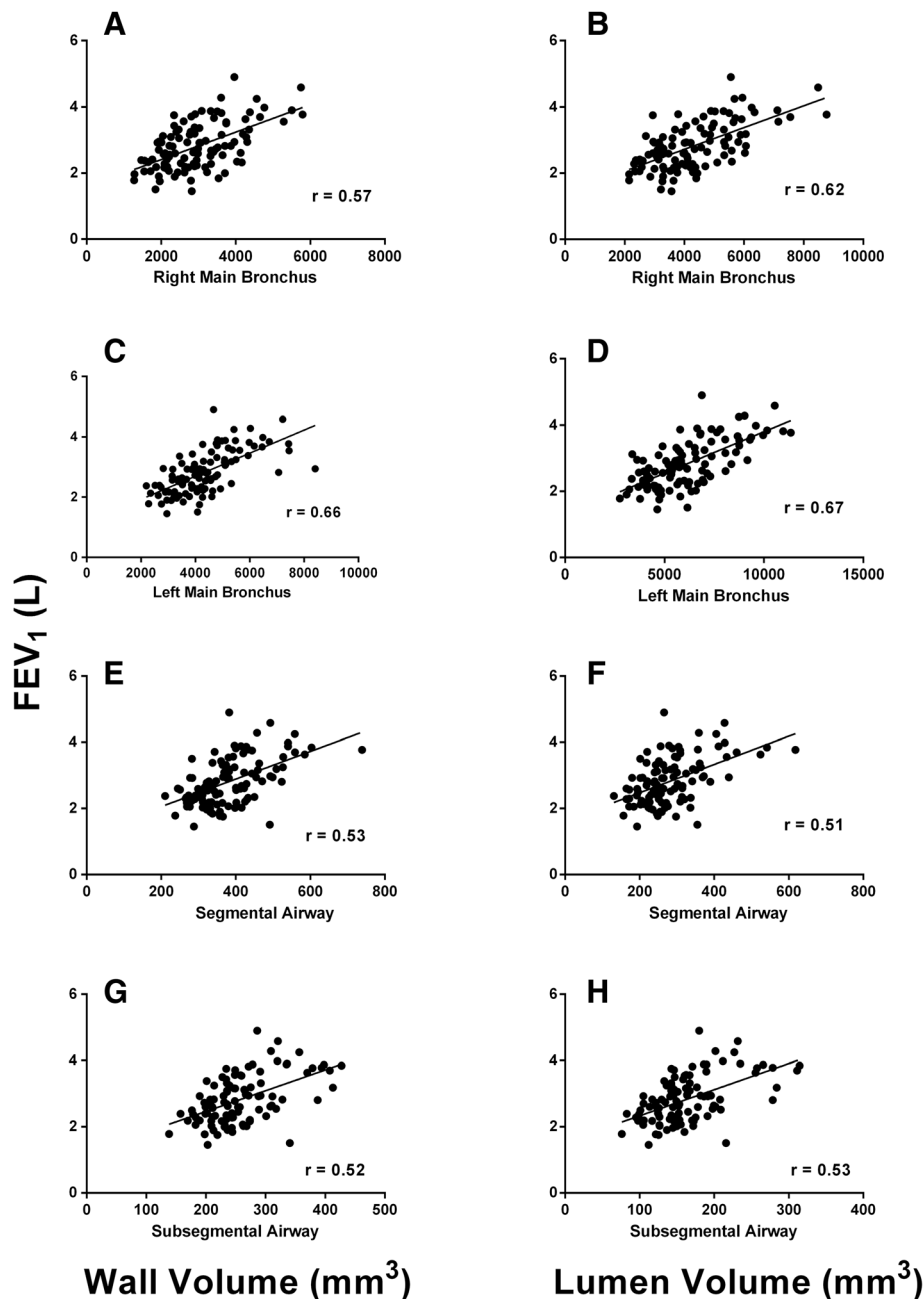 A
B
6
4
2
0
r = 0.57
0
2000
4000
6000
8000
Right Main Bronchus
6
4
2
0
r = 0.62
0
2000
4000
6000
8000
10000
Right Main Bronchus
C
D
6
4
2
0
r = 0.66
0
2000
4000
6000
8000
10000
Left Main Bronchus
6
4
2
0
r = 0.67
0
5000
10000
15000
Left Main Bronchus
FEV₁ (L)
E
F
6
4
2
0
r = 0.53
0
200
400
600
800
Segmental Airway
6
4
2
0
r = 0.51
0
200
400
600
800
Segmental Airway
G
H
6
4
2
0
r = 0.52
0
100
200
300
400
500
Subsegmental Airway
6
4
2
0
r = 0.53
0
100
200
300
400
Subsegmental Airway
Wall Volume (mm³)
Lumen Volume (mm³)